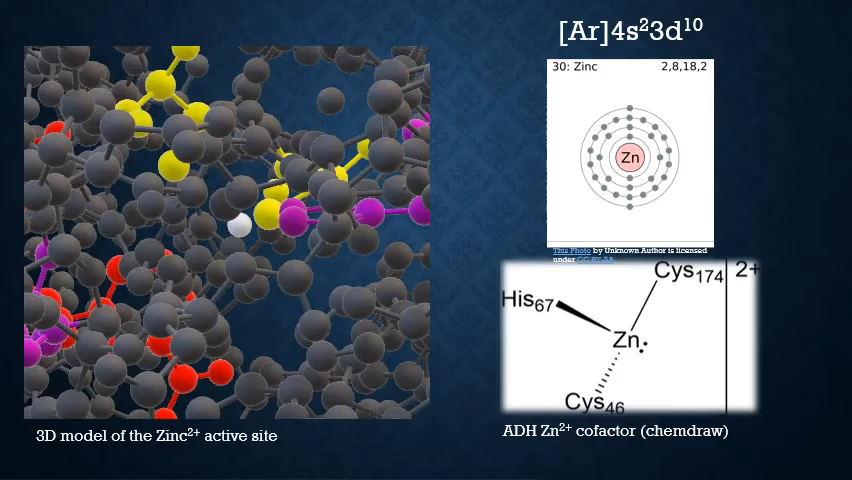 [Ar]4s²3d¹⁰
30: Zinc 2,8,18,2
Zn
This Photo by Unknown Author is licensed
under CC BY-SA
Cys174 2+
His67
Zn:
Cys46
3D model of the Zinc²⁺ active site
ADH Zn²⁺ cofactor (chemdraw)